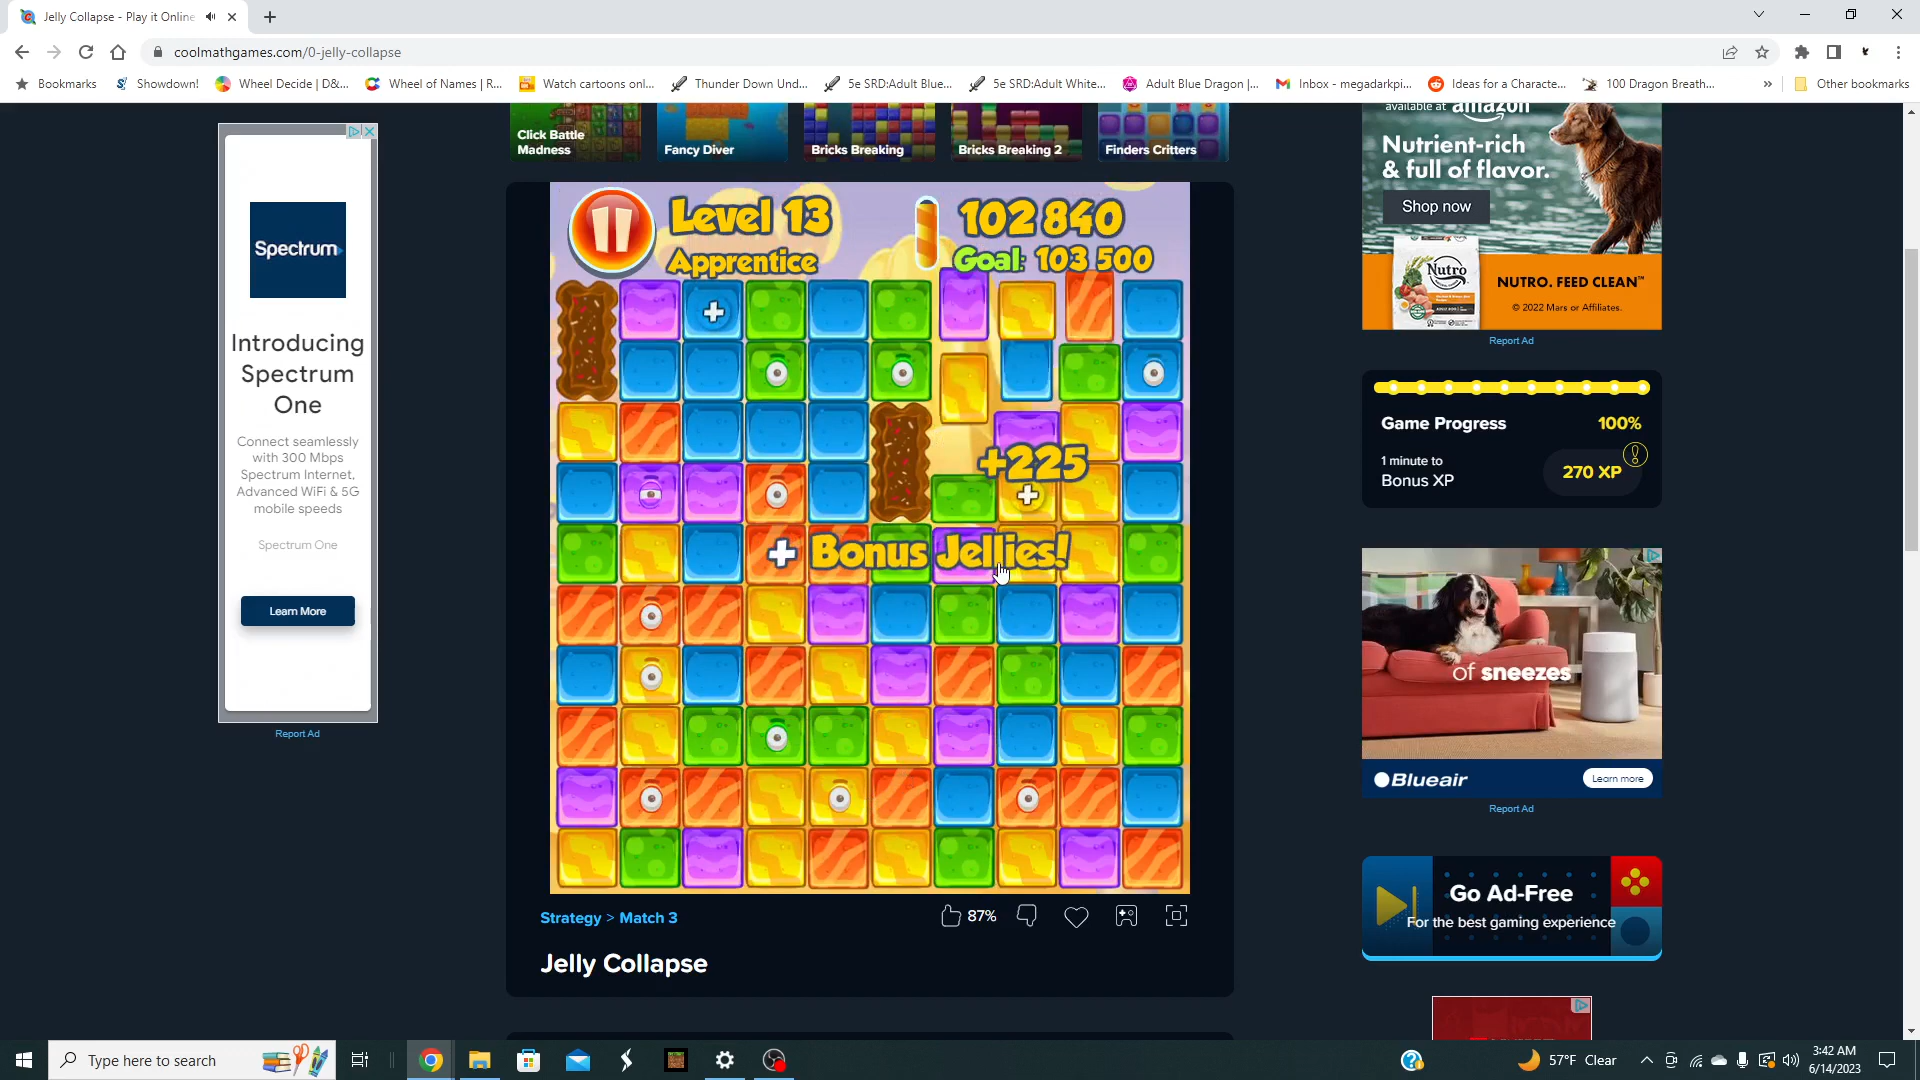 Jelly Collapse - Play it Online
coolmathgames.com/0-jelly-collapse
Bookmarks
Showdown!
Wheel Decide | D&...
Wheel of Names | R...
Watch cartoons onl...
Thunder Down Und...
5e SRD:Adult Blue...
5e SRD:Adult White...
Adult Blue Dragon |...
Inbox - megadarkpi...
Ideas for a Characte...
100 Dragon Breath...
Other bookmarks
Click Battle
Madness
Fancy Diver
Bricks Breaking
Bricks Breaking 2
Finders Critters
Spectrum
Introducing
Spectrum
One
Connect seamlessly
with 300 Mbps
Spectrum Internet,
Advanced WiFi & 5G
mobile speeds
Spectrum One
Learn More
Report Ad
Level 13
Apprentice
102 840
Goal: 103 500
+225
+ Bonus Jellies!
Strategy > Match 3
87%
Jelly Collapse
available at amazon
Nutrient-rich
& full of flavor.
Shop now
NUTRO
NUTRO. FEED CLEAN™
© 2022 Mars or Affiliates.
Report Ad
Game Progress
100%
1 minute to
Bonus XP
270 XP
of sneezes
Blueair
Learn more
Report Ad
Go Ad-Free
For the best gaming experience
Type here to search
57°F Clear
3:42 AM
6/14/2023